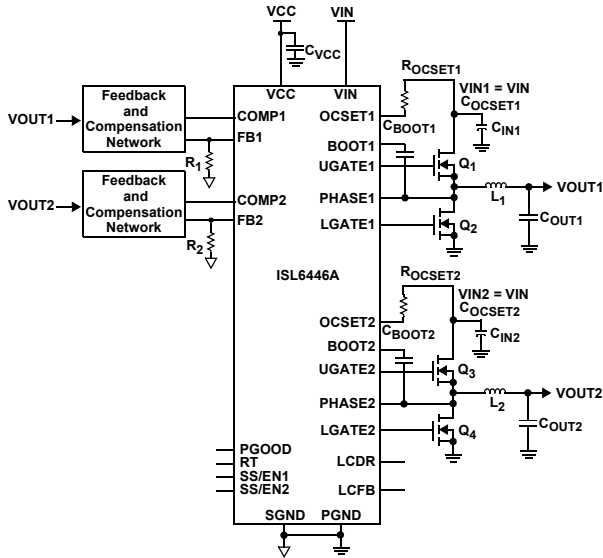 VCC
VIN
CVCC
VCC
VIN
ROCSET1
VIN1 = VIN
COCSET1
CIN1
Feedback
and
Compensation
Network
VOUT1
COMP1
FB1
R1
OCSET1
CBOOT1
BOOT1
UGATE1
Q1
PHASE1
L1
VOUT1
COUT1
LGATE1
Q2
Feedback
and
Compensation
Network
VOUT2
COMP2
FB2
R2
ISL6446A
ROCSET2
VIN2 = VIN
COCSET2
CIN2
OCSET2
CBOOT2
BOOT2
UGATE2
Q3
PHASE2
L2
VOUT2
COUT2
LGATE2
Q4
PGOOD
RT
SS/EN1
SS/EN2
LCDR
LCFB
SGND
PGND